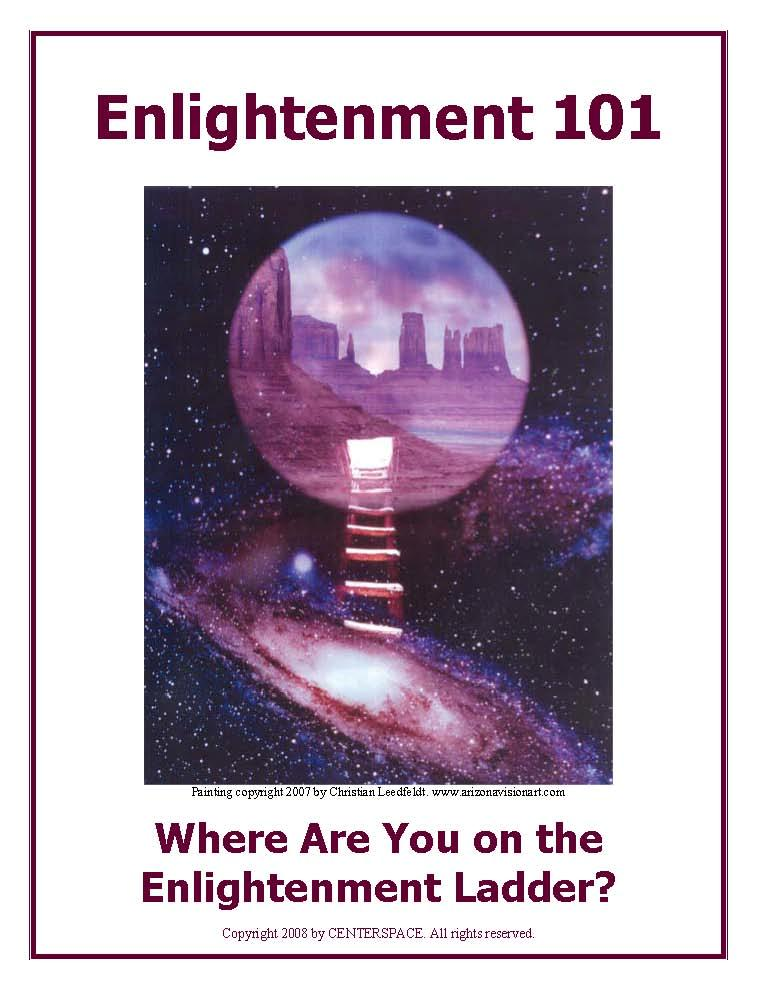 Enlightenment 101
Painting copyright 2007 by Christian Leedfeldt. www.arizonavisionart.com
Where Are You on the
Enlightenment Ladder?
Copyright 2008 by CENTERSPACE. All rights reserved.